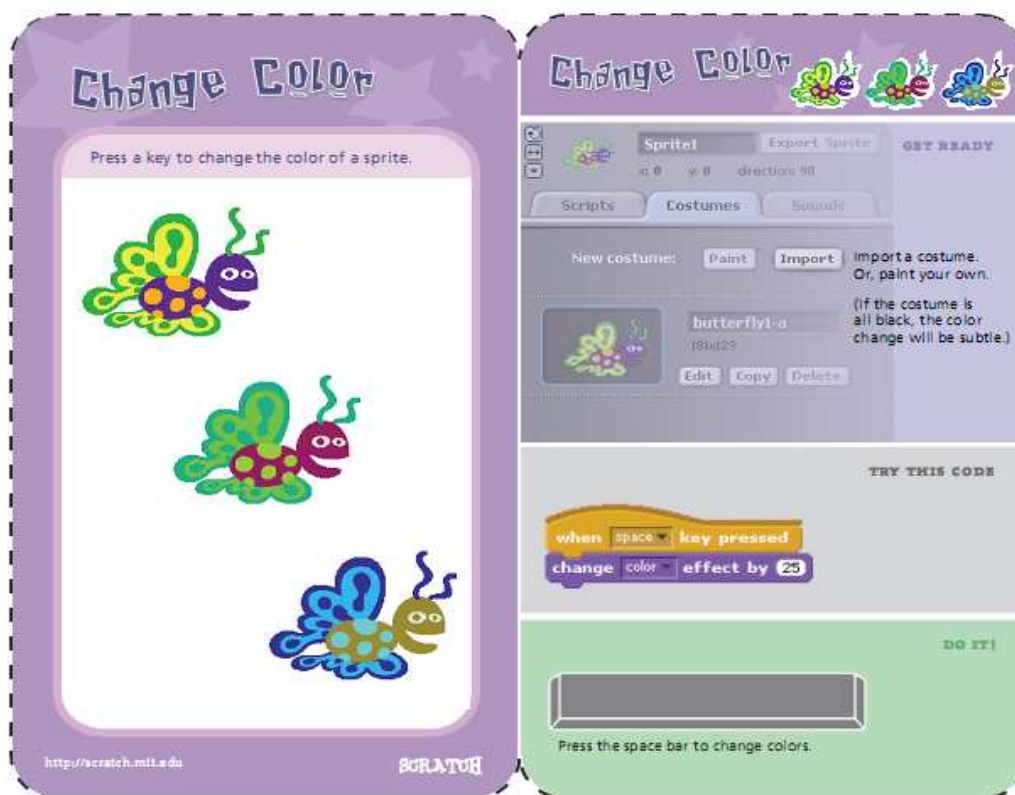 Change Color
Press a key to change the color of a sprite.
http://scratch.mit.edu
SCRATCH
Change Color
Sprite1
Export Sprite
x: 0 y: 0 direction: 90
GET READY
Scripts
Costumes
Sounds
New costume:
Paint
Import
Import a costume.
Or, paint your own.
(If the costume is
all black, the color
change will be subtle.)
butterfly1-a
Edit
Copy
Delete
TRY THIS CODE
when space key pressed
change color effect by 25
DO IT!
Press the space bar to change colors.